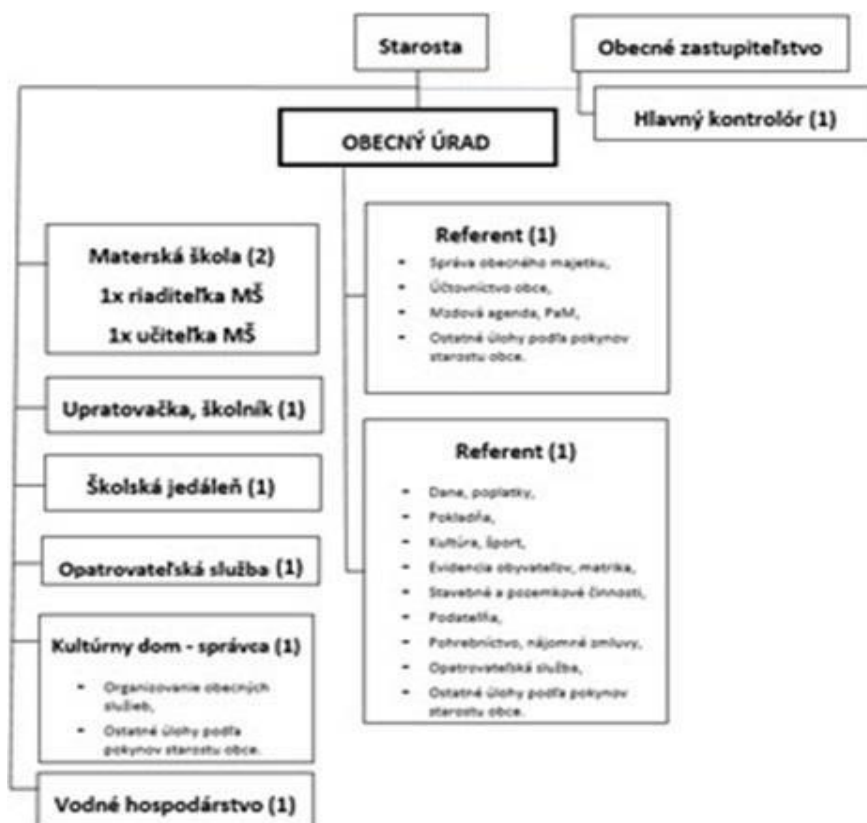 Starosta
Obecné zastupiteľstvo
Hlavný kontrolór (1)
OBECNÝ ÚRAD
Materská škola (2)
1x riaditeľka MŠ
1x učiteľka MŠ
Upratovačka, školník (1)
Školská jedáleň (1)
Opatrovateľská služba (1)
Kultúrny dom - správca (1)
- Organizovanie obecných
služieb,
- Ostatné úlohy podľa
pokynov starostu obce.
Vodné hospodárstvo (1)
Referent (1)
- Správa obecného majetku,
- Účtovníctvo obce,
- Mzdová agenda, PaM,
- Ostatné úlohy podľa pokynov
starostu obce.
Referent (1)
- Dane, poplatky,
- Pokladňa,
- Kultúra, šport,
- Evidencia obyvateľov, matrika,
- Stavebné a pozemkové činnosti,
- Podateľňa,
- Pohrebníctvo, nájomné zmluvy,
- Opatrovateľská služba,
- Ostatné úlohy podľa pokynov
starostu obce.